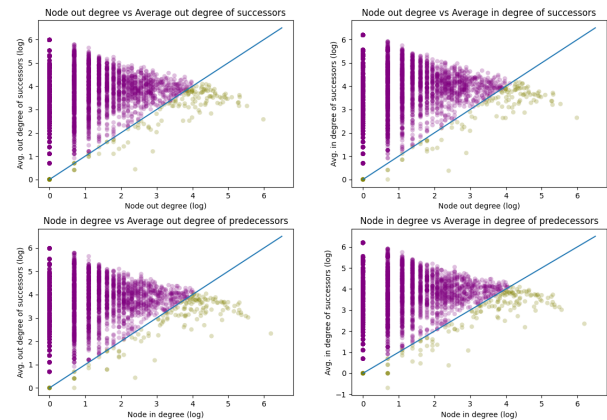 Node out degree vs Average out degree of successors
Avg. out degree of successors (log)
6
5
4
3
2
1
0
0 1 2 3 4 5 6
Node out degree (log)
Node out degree vs Average in degree of successors
Avg. in degree of successors (log)
6
5
4
3
2
1
0
0 1 2 3 4 5 6
Node out degree (log)
Node in degree vs Average out degree of predecessors
Avg. out degree of successors (log)
6
5
4
3
2
1
0
0 1 2 3 4 5 6
Node in degree (log)
Node in degree vs Average in degree of predecessors
Avg. in degree of successors (log)
6
5
4
3
2
1
0
−1
0 1 2 3 4 5 6
Node in degree (log)